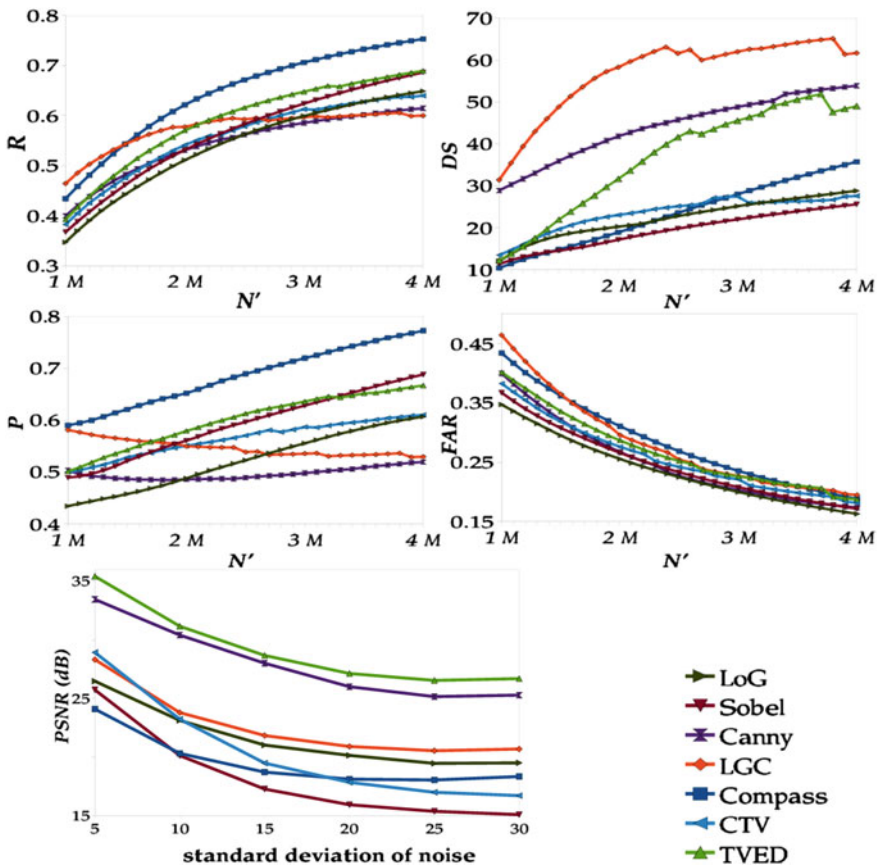 0.8
0.7
0.6
0.5
0.4
0.3
R
1 M
2 M
3 M
4 M
N'
70
60
50
40
30
20
10
DS
1 M
2 M
3 M
4 M
N'
0.8
0.7
0.6
0.5
0.4
P
1 M
2 M
3 M
4 M
N'
0.45
0.35
0.25
0.15
FAR
1 M
2 M
3 M
4 M
N'
35
25
15
PSNR (dB)
5
10
15
20
25
30
standard deviation of noise
LoG
Sobel
Canny
LGC
Compass
CTV
TVED